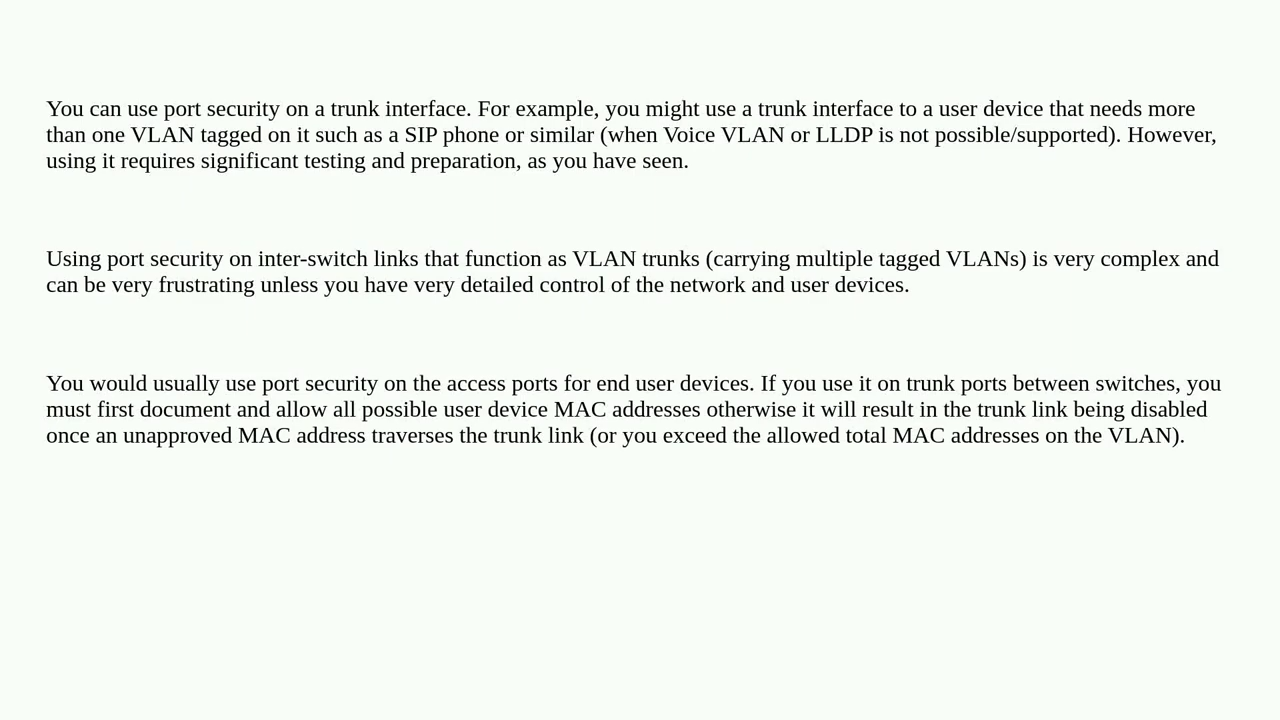 You can use port security on a trunk interface. For example, you might use a trunk interface to a user device that needs more
than one VLAN tagged on it such as a SIP phone or similar (when Voice VLAN or LLDP is not possible/supported). However,
using it requires significant testing and preparation, as you have seen.
Using port security on inter-switch links that function as VLAN trunks (carrying multiple tagged VLANs) is very complex and
can be very frustrating unless you have very detailed control of the network and user devices.
You would usually use port security on the access ports for end user devices. If you use it on trunk ports between switches, you
must first document and allow all possible user device MAC addresses otherwise it will result in the trunk link being disabled
once an unapproved MAC address traverses the trunk link (or you exceed the allowed total MAC addresses on the VLAN).